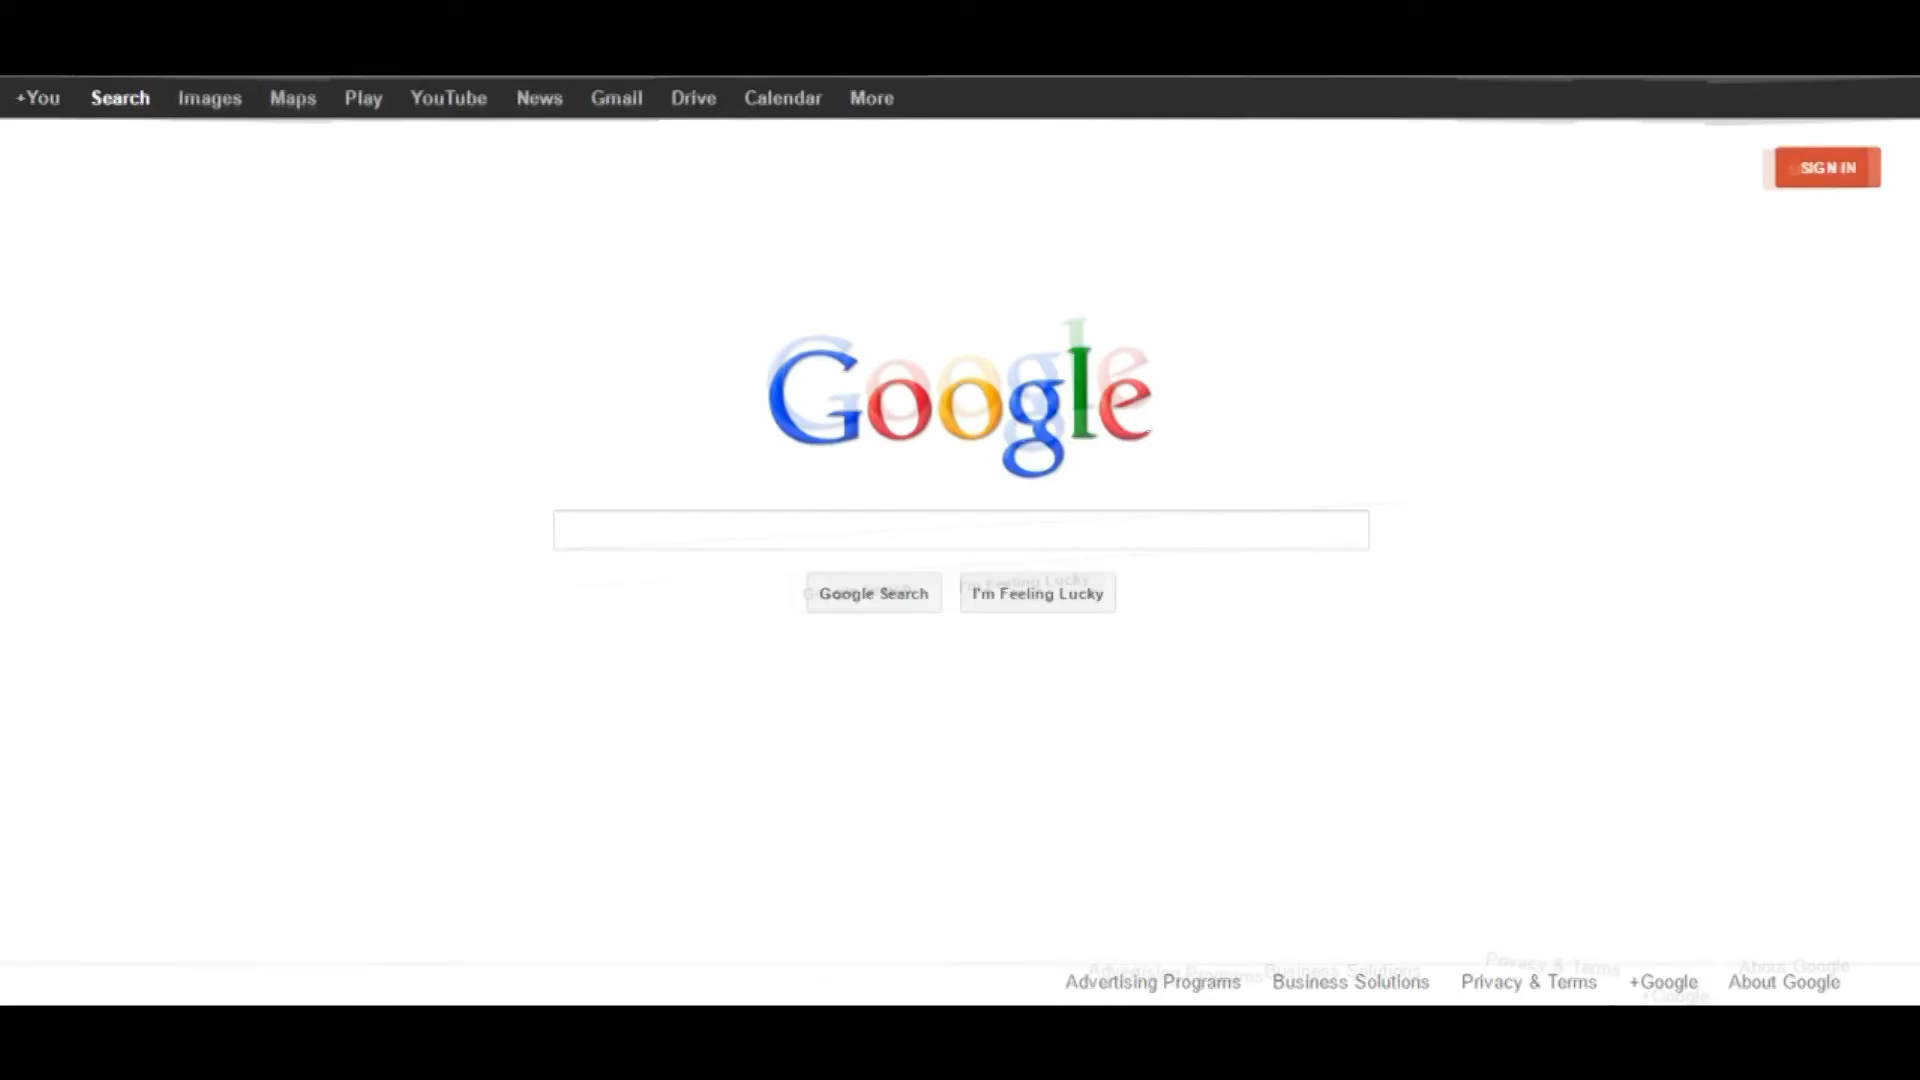 +You Search Images Maps Play YouTube News Gmail Drive Calendar More
SIGN IN
Google
Google Search I'm Feeling Lucky
Advertising Programs Business Solutions Privacy & Terms +Google About Google